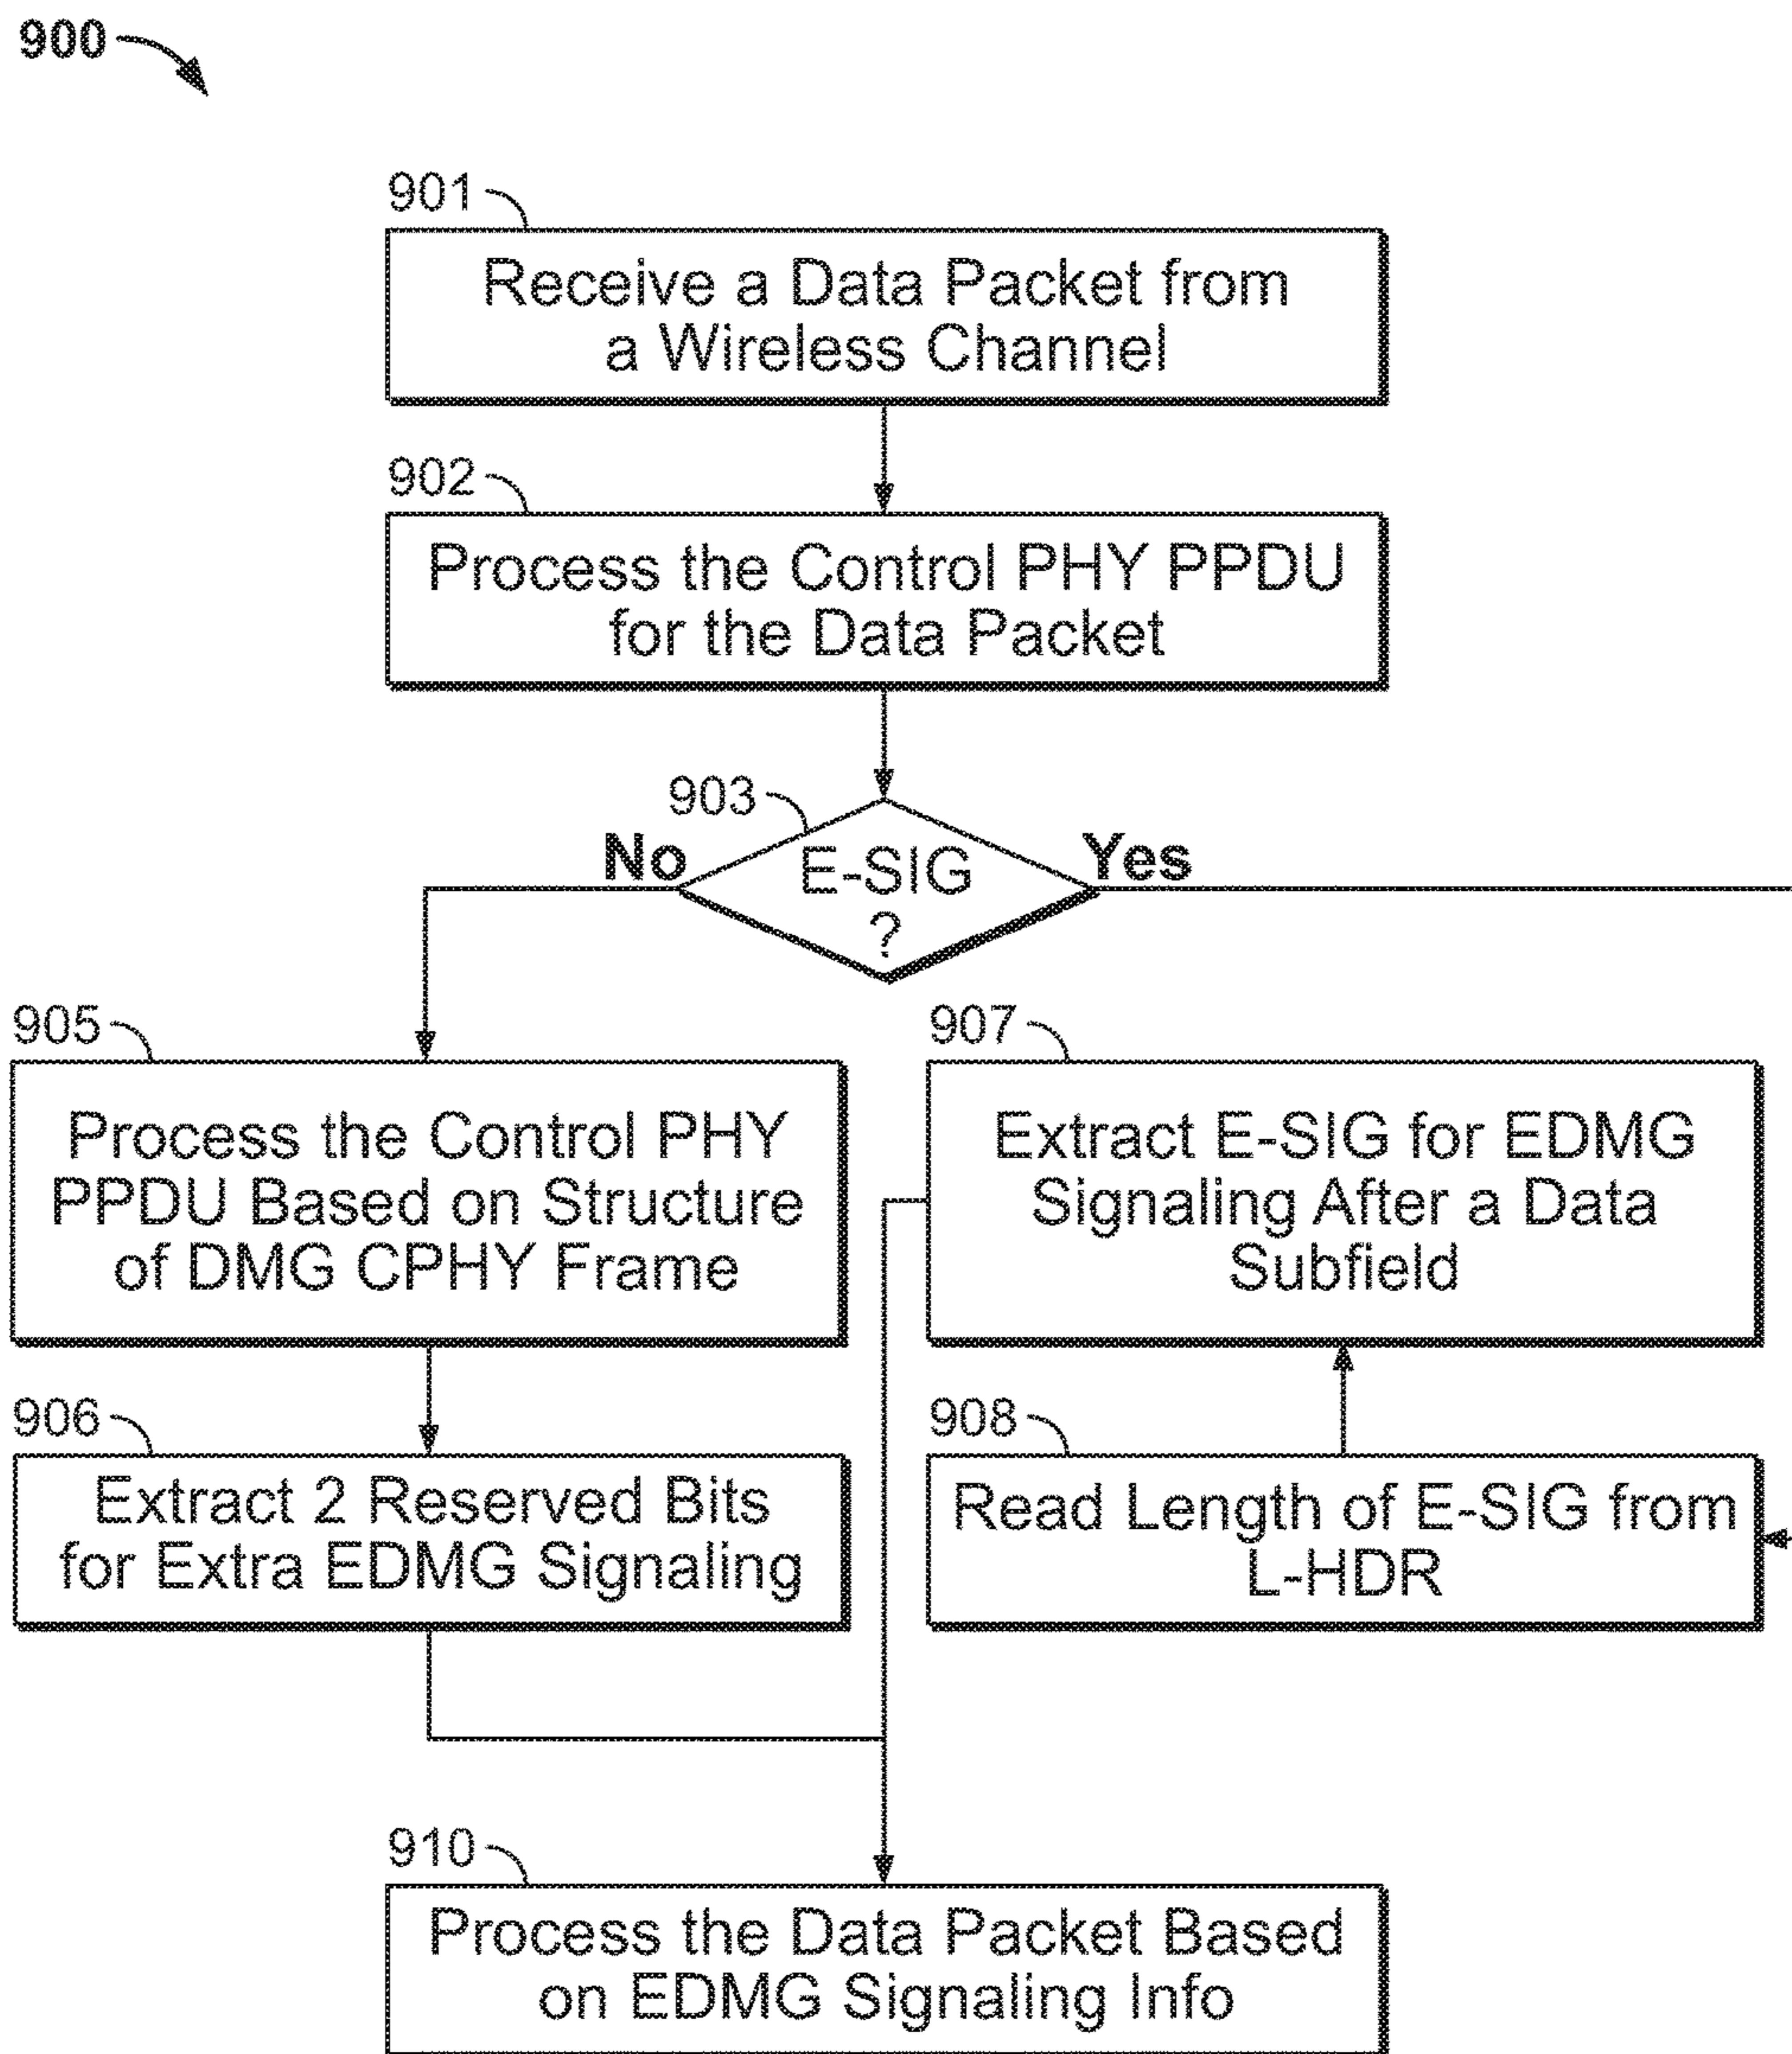 900
901
Receive a Data Packet from
a Wireless Channel
902
Process the Control PHY PPDU
for the Data Packet
903
No
E-SIG
?
Yes
905
Process the Control PHY
PPDU Based on Structure
of DMG CPHY Frame
907
Extract E-SIG for EDMG
Signaling After a Data
Subfield
906
Extract 2 Reserved Bits
for Extra EDMG Signaling
908
Read Length of E-SIG from
L-HDR
910
Process the Data Packet Based
on EDMG Signaling Info